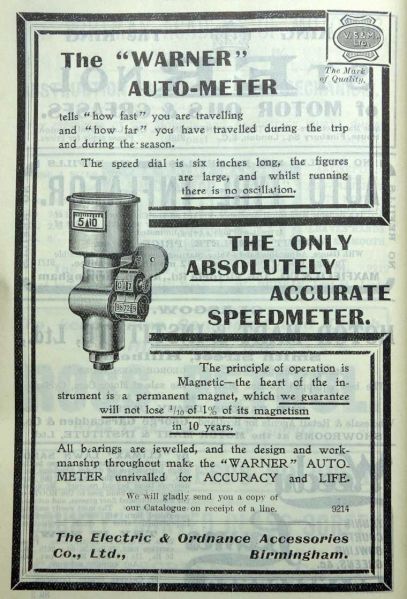 V.S&M.
Ltd.
The Mark
of Quality.
The "WARNER"
AUTO-METER
tells "how fast" you are travelling
and "how far" you have travelled during the trip
and during the season.
The speed dial is six inches long, the figures
are large, and whilst running
there is no oscillation.
5 10
THE ONLY
ABSOLUTELY
ACCURATE
SPEEDMETER.
The principle of operation is
Magnetic—the heart of the in-
strument is a permanent magnet, which we guarantee
will not lose 1/10 of 1% of its magnetism
in 10 years.
All bearings are jewelled, and the design and work-
manship throughout make the "WARNER" AUTO-
METER unrivalled for ACCURACY and LIFE.
We will gladly send you a copy of
our Catalogue on receipt of a line. 9214
The Electric & Ordnance Accessories
Co., Ltd., Birmingham.